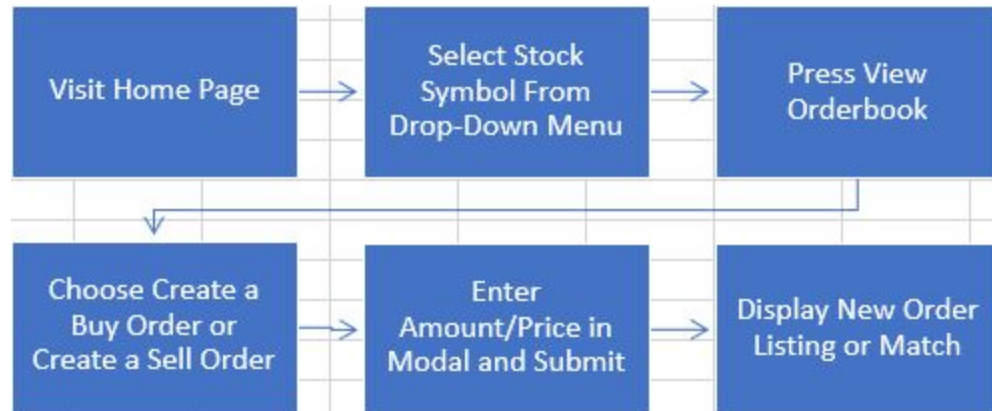 Visit Home Page
Select Stock
Symbol From
Drop-Down Menu
Press View
Orderbook
Choose Create a
Buy Order or
Create a Sell Order
Enter
Amount/Price in
Modal and Submit
Display New Order
Listing or Match